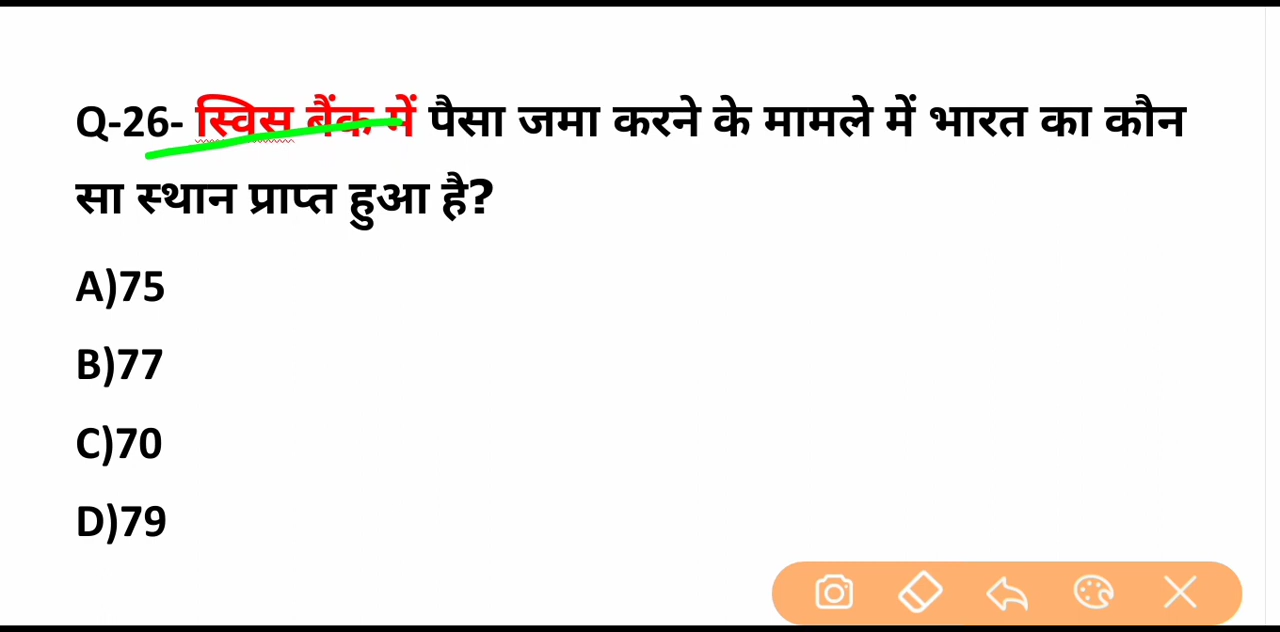 Q-26- स्विस बैंक में पैसा जमा करने के मामले में भारत का कौन
सा स्थान प्राप्त हुआ है?
A)75
B)77
C)70
D)79